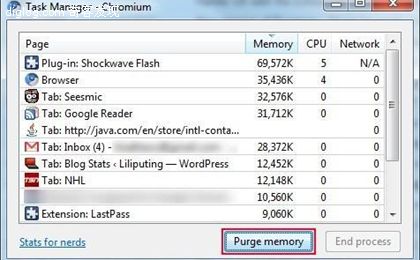 Task Manager - Chromium
Page Memory CPU Network
Plug-in: Shockwave Flash 69,572K 5 N/A
Browser 35,436K 4 0
Tab: Seesmic 32,576K 0 0
Tab: Google Reader 31,712K 0 0
Tab: http://java.com/en/store/intl-conta... 0
Tab: Inbox (4) - 28,372K 0 0
Tab: Blog Stats ‹ Liliputing — WordPress 12,452K 0 0
Tab: NHL 12,148K 0 0
10,560K 0 0
Extension: LastPass 9,060K 0 0
Stats for nerds
Purge memory
End process